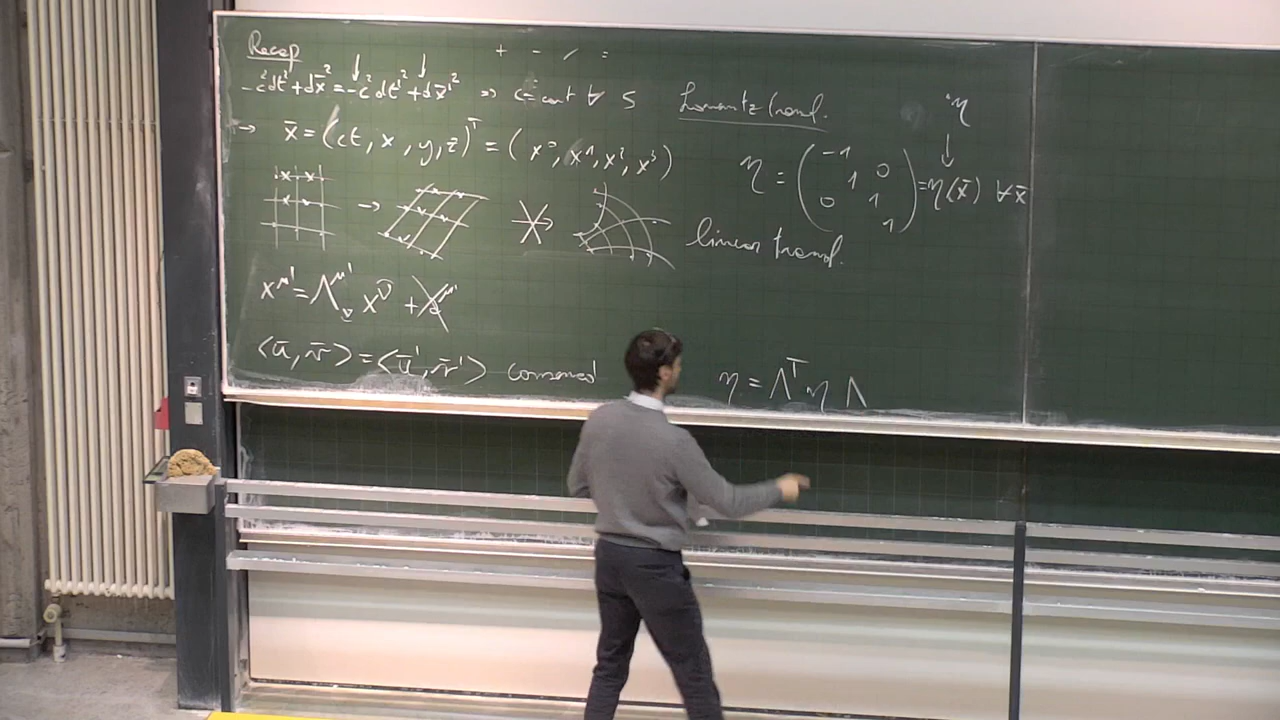 Recap
+ - / =
-c²dt² + dx̄² = -c²dt'² + dx̄'² => c = const ∀ S Lorentz transf.
→ x̄ = (ct, x, y, z)ᵀ = (x⁰, x¹, x², x³)
η
↓
η = ( -1 1 0 0 1 1 ) = η(x̄) ∀ x̄
→
linear transf.
x^μ' = Λ^μ'_ν x^ν + a^μ'
<ū, v̄> = <ū', v̄'> conserved
η = Λᵀ η Λ